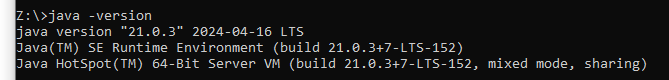 Z:\>java -version
java version "21.0.3" 2024-04-16 LTS
Java(TM) SE Runtime Environment (build 21.0.3+7-LTS-152)
Java HotSpot(TM) 64-Bit Server VM (build 21.0.3+7-LTS-152, mixed mode, sharing)